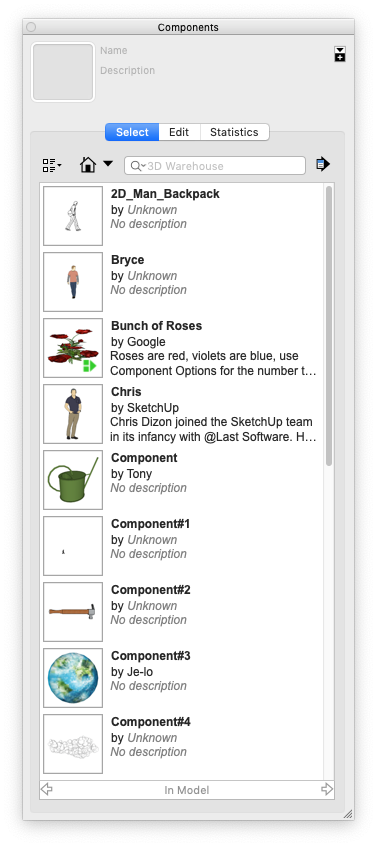 Components
Name
Description
Select Edit Statistics
3D Warehouse
2D_Man_Backpack
by Unknown
No description
Bryce
by Unknown
No description
Bunch of Roses
by Google
Roses are red, violets are blue, use
Component Options for the number t…
Chris
by SketchUp
Chris Dizon joined the SketchUp team
in its infancy with @Last Software. H…
Component
by Tony
No description
Component#1
by Unknown
No description
Component#2
by Unknown
No description
Component#3
by Je-lo
No description
Component#4
by Unknown
No description
In Model